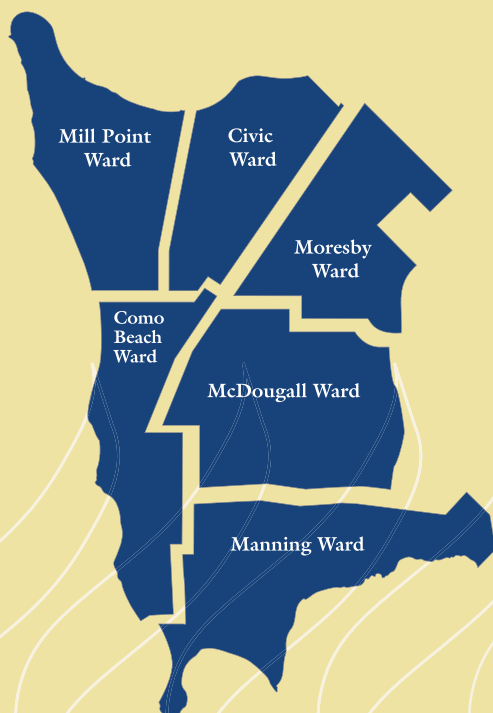 Mill Point
Ward
Civic
Ward
Moresby
Ward
Como
Beach
Ward
McDougall Ward
Manning Ward